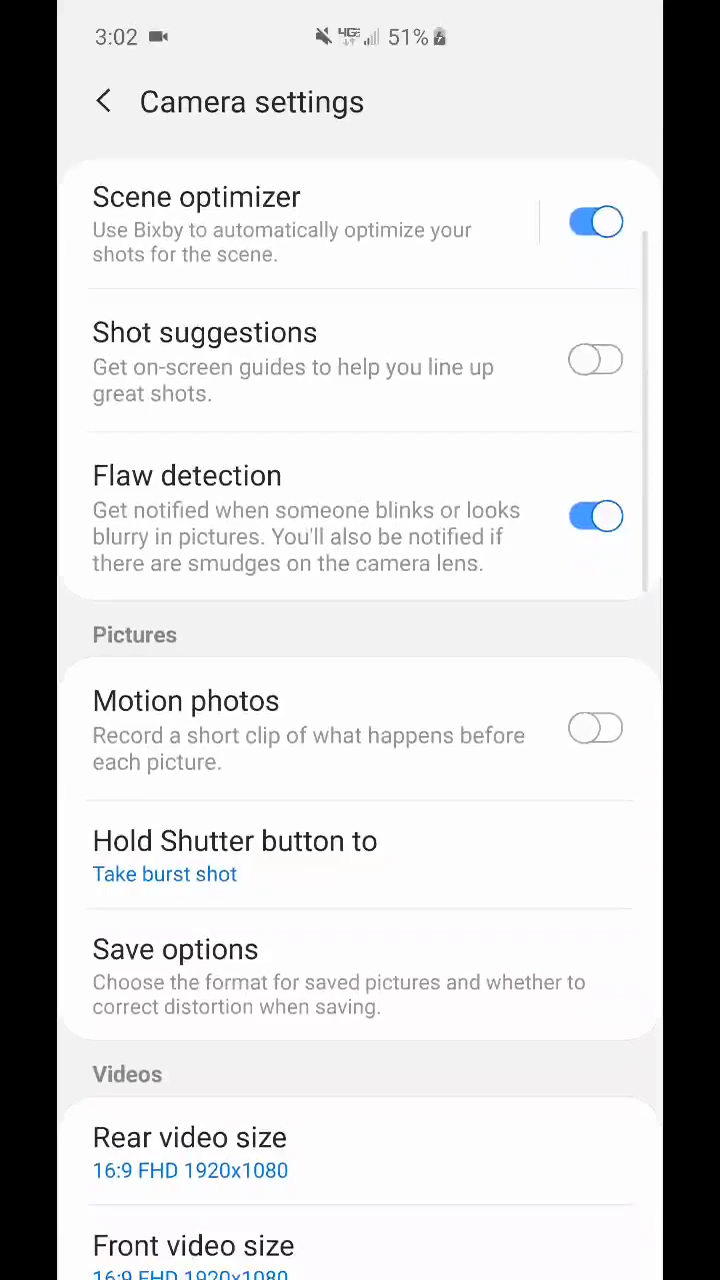 3:02
4GE
51%
Camera settings
Scene optimizer
Use Bixby to automatically optimize your
shots for the scene.
Shot suggestions
Get on-screen guides to help you line up
great shots.
Flaw detection
Get notified when someone blinks or looks
blurry in pictures. You'll also be notified if
there are smudges on the camera lens.
Pictures
Motion photos
Record a short clip of what happens before
each picture.
Hold Shutter button to
Take burst shot
Save options
Choose the format for saved pictures and whether to
correct distortion when saving.
Videos
Rear video size
16:9 FHD 1920x1080
Front video size
16:9 FHD 1920x1080